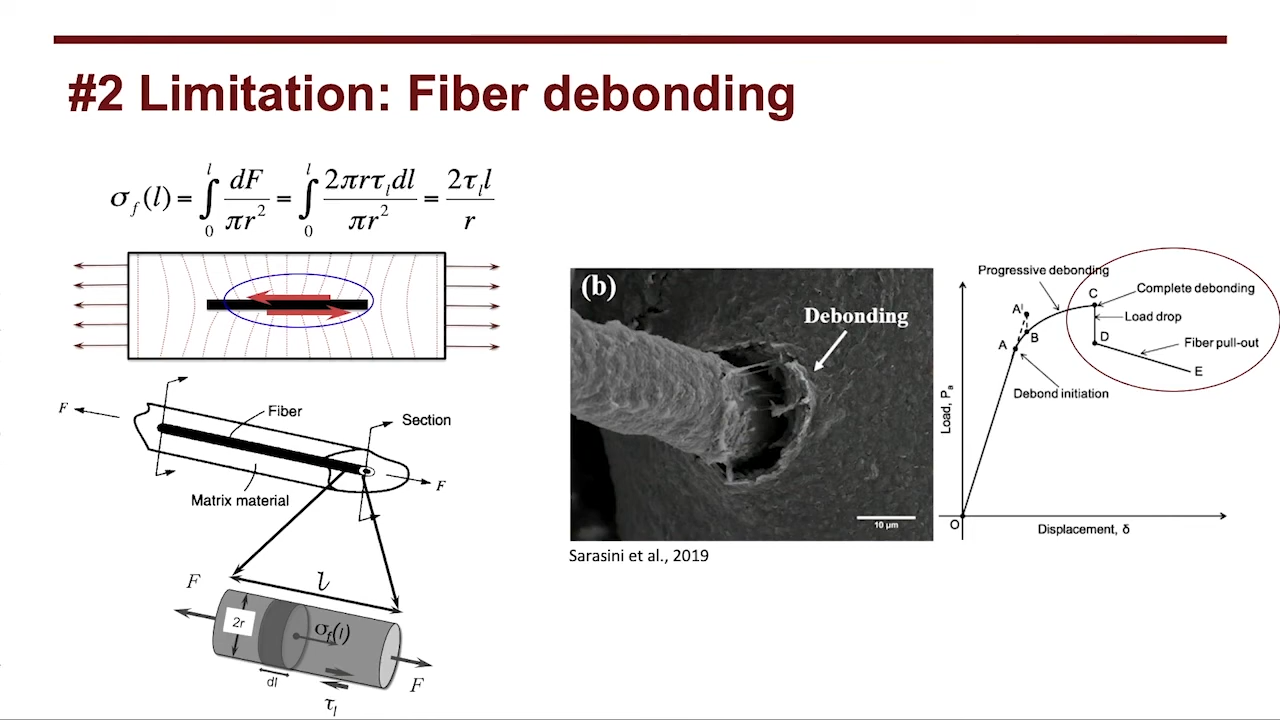 #2 Limitation: Fiber debonding
σf(l) = ∫₀ˡ dF/πr² = ∫₀ˡ 2πrτₗdl/πr² = 2τₗl/r
F
Fiber
Section
F
Matrix material
F
l
2r
σf(l)
dl
F
τₗ
(b)
Debonding
10 µm
Sarasini et al., 2019
Progressive debonding
C
Complete debonding
A'
Load drop
A
B
D
Fiber pull-out
E
Debond initiation
Load, Pa
O
Displacement, δ